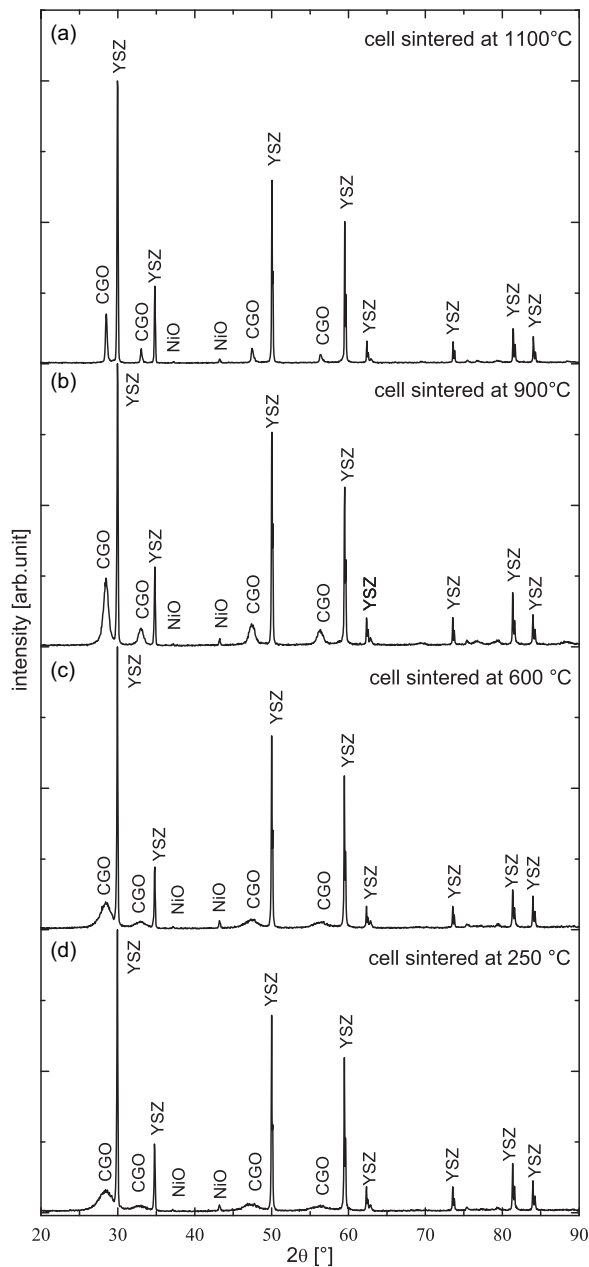 (a)
cell sintered at 1100°C
YSZ
CGO
CGO
YSZ
NiO
NiO
CGO
YSZ
CGO
YSZ
YSZ
YSZ
YSZ
YSZ
(b)
cell sintered at 900°C
YSZ
CGO
CGO
YSZ
NiO
NiO
CGO
YSZ
CGO
YSZ
YSZ
YSZ
YSZ
YSZ
(c)
cell sintered at 600 °C
YSZ
CGO
CGO
YSZ
NiO
NiO
CGO
YSZ
CGO
YSZ
YSZ
YSZ
YSZ
YSZ
(d)
cell sintered at 250 °C
YSZ
CGO
CGO
YSZ
NiO
NiO
CGO
YSZ
CGO
YSZ
YSZ
YSZ
YSZ
YSZ
intensity [arb.unit]
20 30 40 50 60 70 80 90
2θ [°]